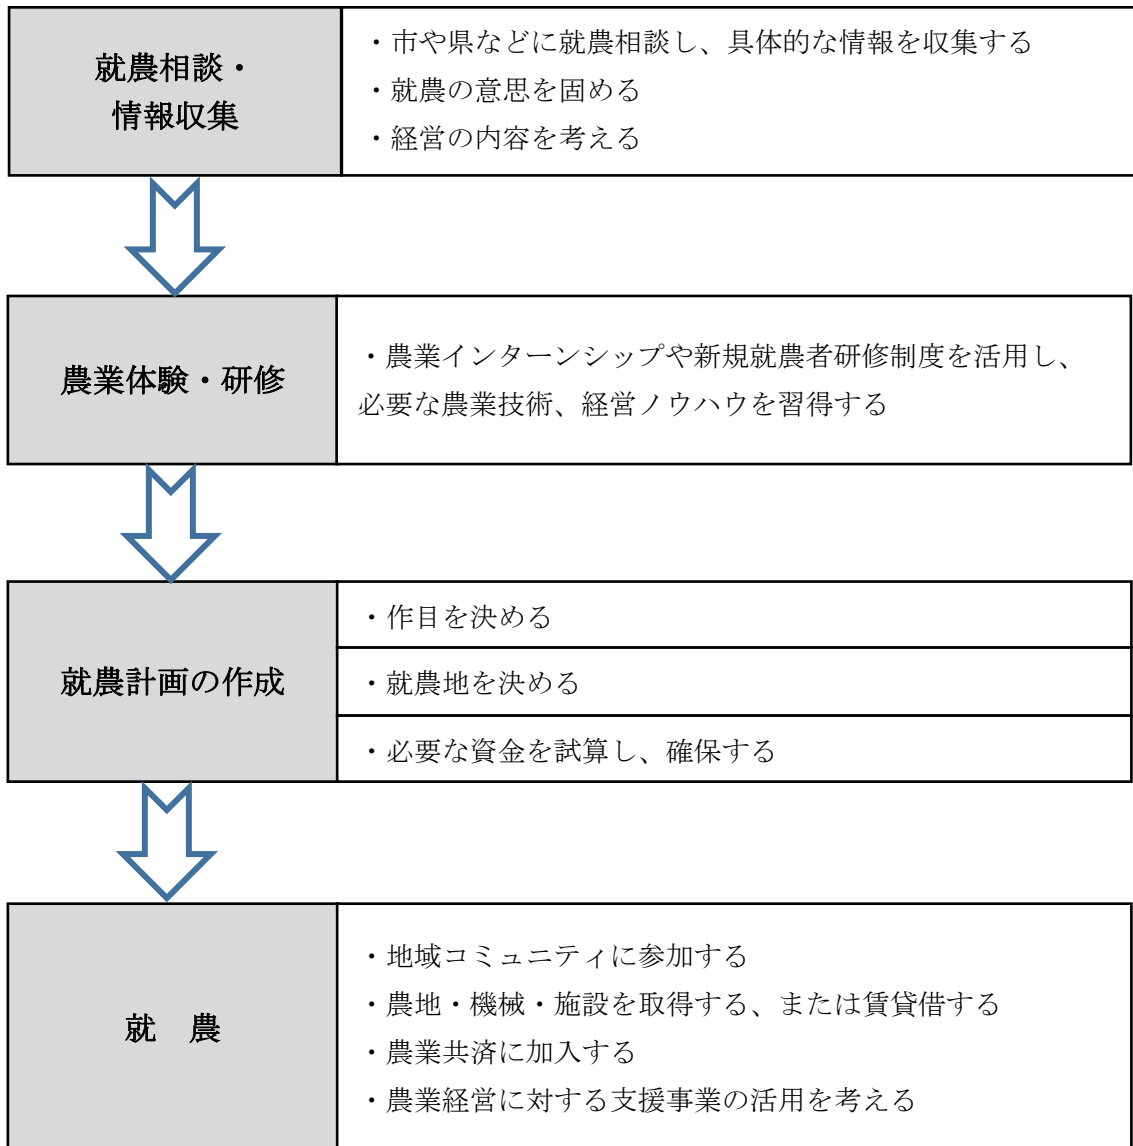 就農相談・
情報収集
・市や県などに就農相談し、具体的な情報を収集する
・就農の意思を固める
・経営の内容を考える
農業体験・研修
・農業インターンシップや新規就農者研修制度を活用し、
必要な農業技術、経営ノウハウを習得する
就農計画の作成
・作目を決める
・就農地を決める
・必要な資金を試算し、確保する
就　農
・地域コミュニティに参加する
・農地・機械・施設を取得する、または賃貸借する
・農業共済に加入する
・農業経営に対する支援事業の活用を考える